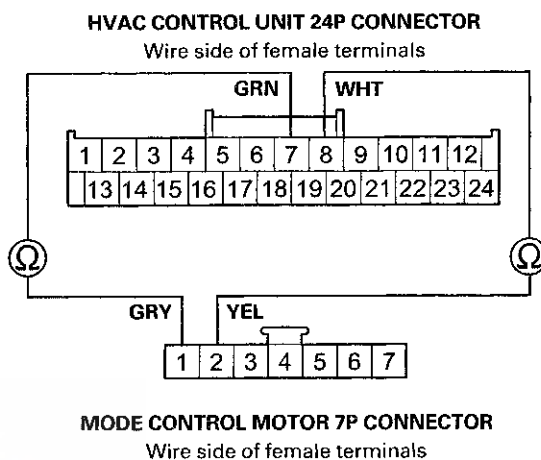 HVAC CONTROL UNIT 24P CONNECTOR
Wire side of female terminals
GRN WHT
1 2 3 4 5 6 7 8 9 10 11 12
13 14 15 16 17 18 19 20 21 22 23 24
Ω Ω
GRY YEL
1 2 3 4 5 6 7
MODE CONTROL MOTOR 7P CONNECTOR
Wire side of female terminals